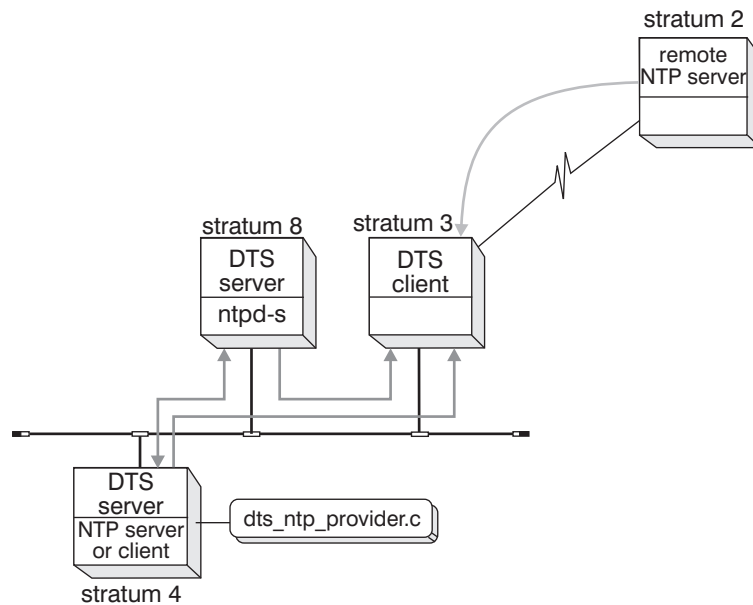 stratum 2
remote
NTP server
stratum 8
DTS
server
ntpd-s
stratum 3
DTS
client
DTS
server
NTP server
or client
dts_ntp_provider.c
stratum 4